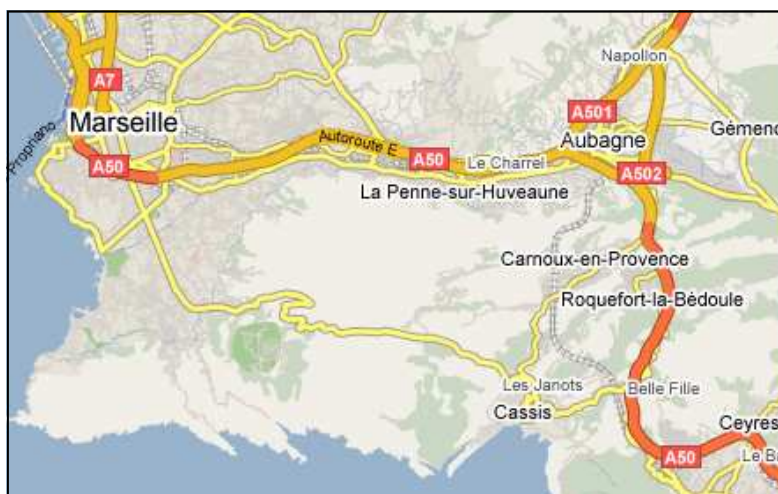 Napollon
A7
A501
Marseille
Gémeno
Propriano
Autoroute E
Aubagne
A50
A50
Le Charrel
A502
La Penne-sur-Huveaune
Carnoux-en-Provence
Roquefort-la-Bédoule
Les Janots
Belle Fille
Cassis
Ceyres
A50
Le B